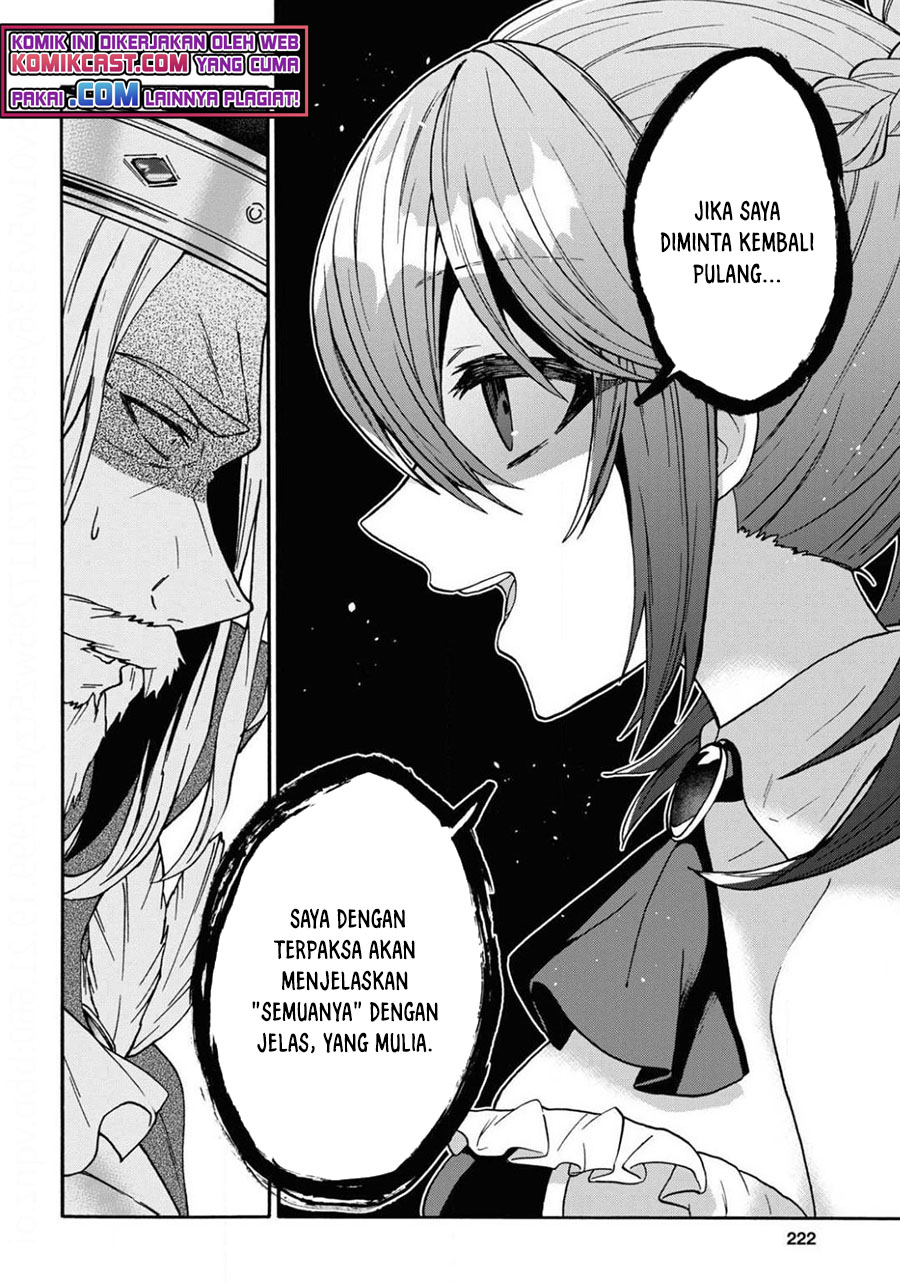 KOMIK INI DIKERJAKAN OLEH WEB
KOMIKCAST.COM YANG CUMA
PAKAI .COM LAINNYA PLAGIAT!
JIKA SAYA
DIMINTA KEMBALI
PULANG...
SAYA DENGAN
TERPAKSA AKAN
MENJELASKAN
"SEMUANYA" DENGAN
JELAS, YANG MULIA.
222